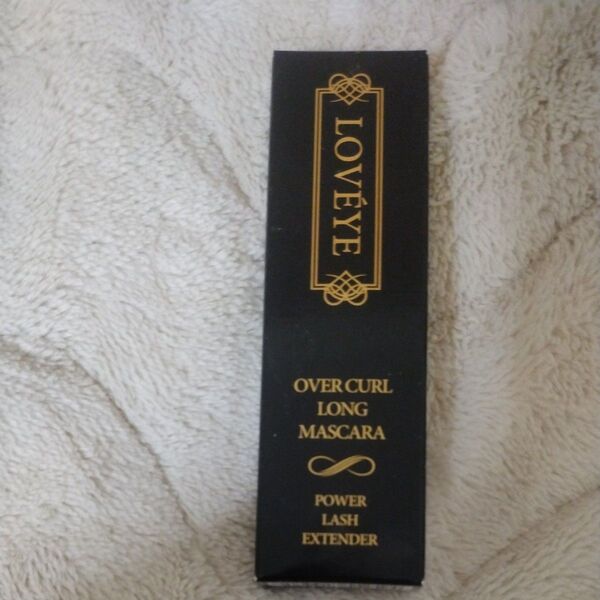 LOVÉYE
OVER CURL
LONG
MASCARA
POWER
LASH
EXTENDER